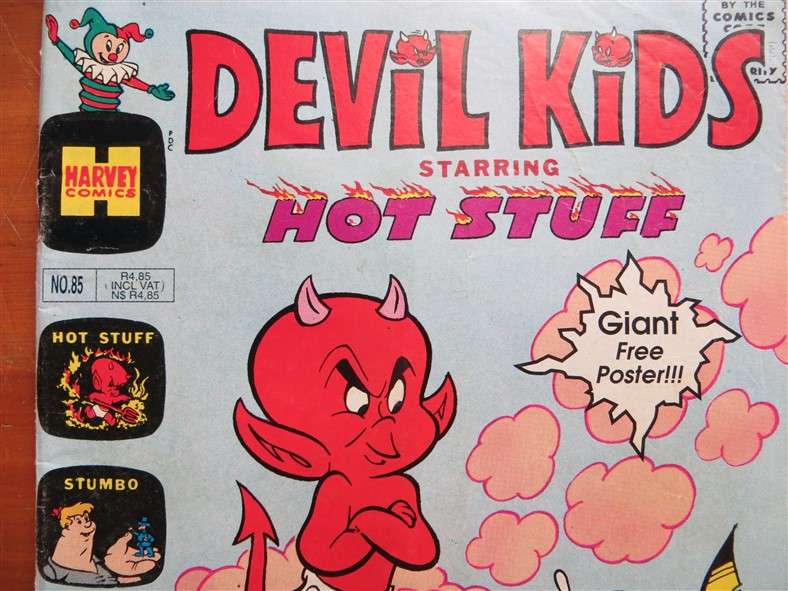 BY THE
COMICS
DEVIL KIDS
STARRING
HOT STUFF
PDC
H
HARVEY
COMICS
NO.85
R4,85
(INCL VAT)
N$ R4,85
Giant
Free
Poster!!!
HOT STUFF
STUMBO